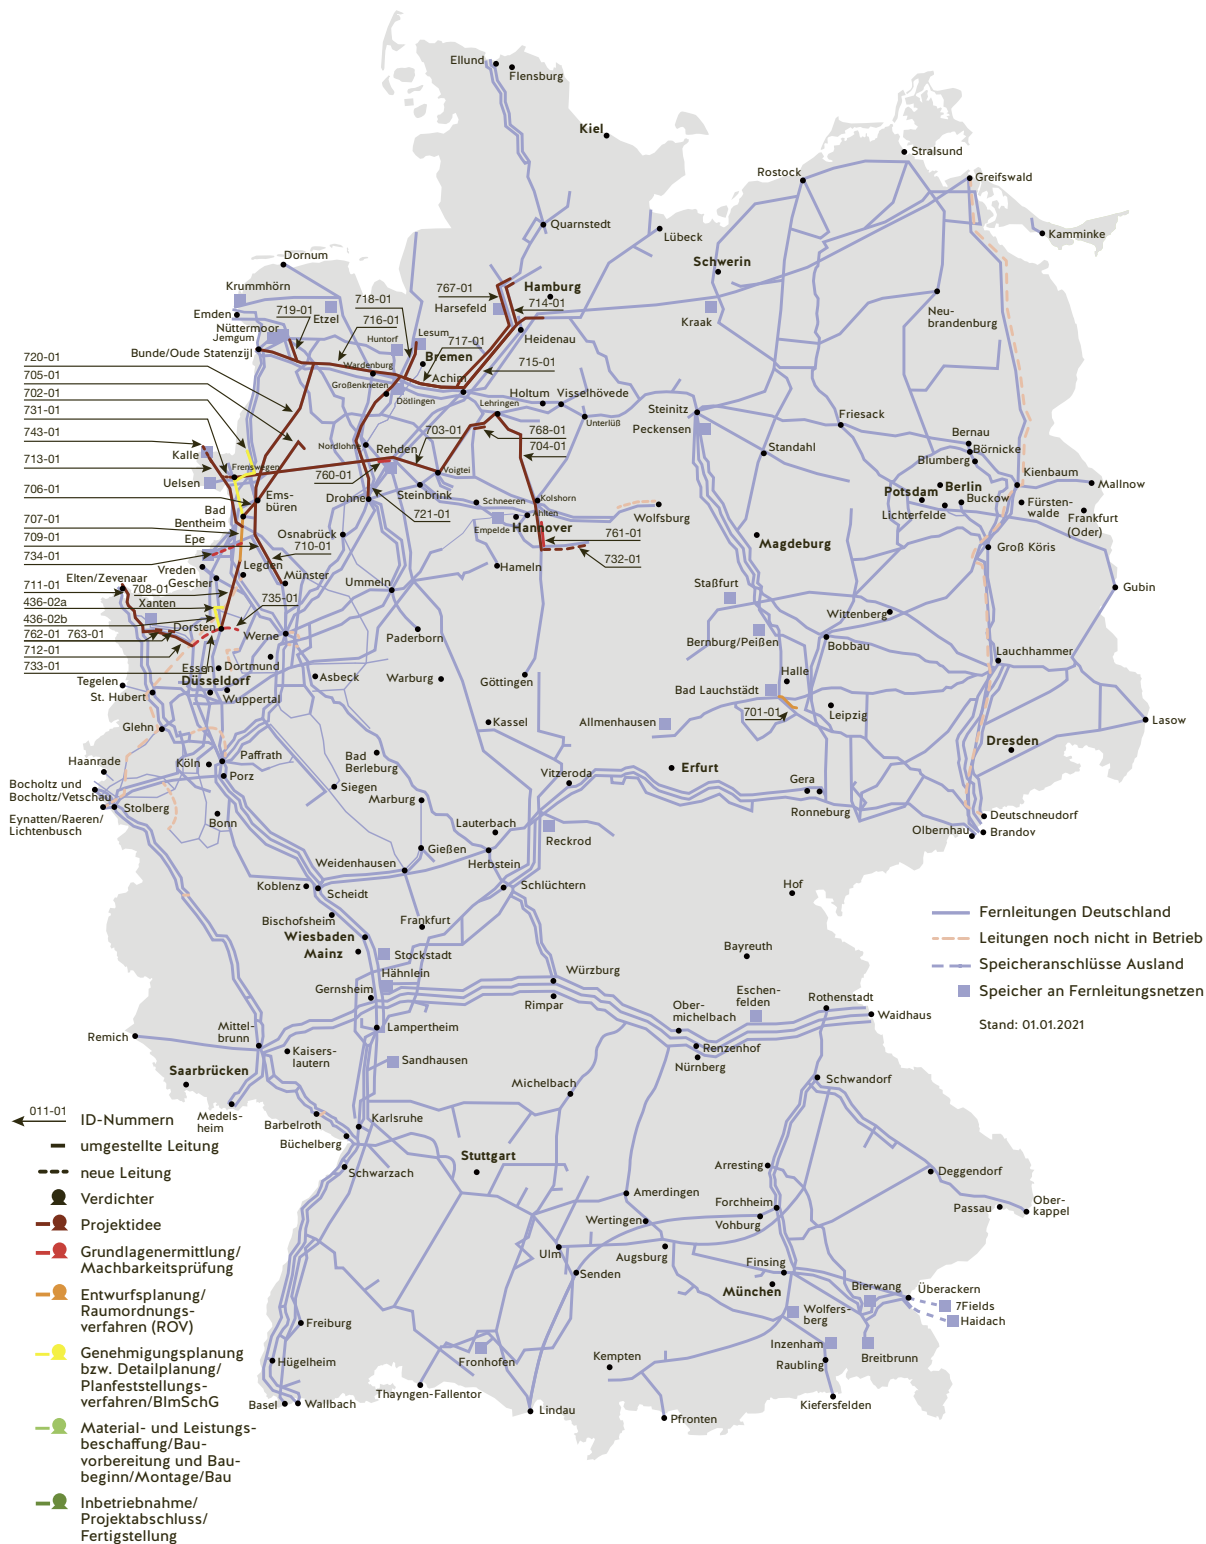 Ellund
Flensburg
Kiel
Stralsund
Rostock
Greifswald
Quarnstedt
Lübeck
Kamminke
Dornum
Schwerin
Krummhörn
767-01
Hamburg
718-01
714-01
Emden
719-01
Etzel
Harsefeld
Kraak
Neu-
brandenburg
716-01
Nüttermoor
Jemgum
Huntorf
Lesum
717-01
Heidenau
Bunde/Oude Statenzijl
Bremen
720-01
Wardenburg
715-01
705-01
Großenkneten
Achim
702-01
Dötlingen
Holtum
Visselhövede
731-01
Lehringen
Steinitz
Friesack
Unterlüß
743-01
703-01
768-01
Peckensen
Bernau
Nordlohne
Rehden
704-01
Standahl
Börnicke
Kalle
Blumberg
713-01
Frenswegen
Voigtei
Kienbaum
Uelsen
760-01
Mallnow
706-01
Ems-
büren
Drohne
Steinbrink
Schneeren
Kolshorn
Potsdam
Berlin
Buckow
Fürsten-
walde
Bad
Bentheim
721-01
Empelde
Ahlten
Wolfsburg
Lichterfelde
Frankfurt
(Oder)
707-01
Hannover
709-01
Epe
Osnabrück
761-01
734-01
710-01
732-01
Magdeburg
Groß Köris
Vreden
Legden
Hameln
Elten/Zevenaar
Gescher
Münster
Ummeln
Staßfurt
Gubin
711-01
708-01
436-02a
Xanten
735-01
Wittenberg
436-02b
Dorsten
762-01 763-01
Werne
Paderborn
Bernburg/Peißen
Bobbau
712-01
Lauchhammer
733-01
Essen
Dortmund
Halle
Tegelen
Düsseldorf
Asbeck
Warburg
Göttingen
Bad Lauchstädt
St. Hubert
Wuppertal
701-01
Leipzig
Lasow
Glehn
Kassel
Allmenhausen
Dresden
Haanrade
Köln
Paffrath
Bad
Berleburg
Bocholtz und
Bocholtz/Vetschau
Porz
Vitzeroda
Erfurt
Gera
Siegen
Marburg
Stolberg
Ronneburg
Eynatten/Raeren/
Lichtenbusch
Bonn
Lauterbach
Deutschneudorf
Olbernhau
Brandov
Reckrod
Gießen
Weidenhausen
Herbstein
Koblenz
Scheidt
Schlüchtern
Hof
Bischofsheim
Frankfurt
Fernleitungen Deutschland
Wiesbaden
Leitungen noch nicht in Betrieb
Mainz
Stockstadt
Bayreuth
Speicheranschlüsse Ausland
Hähnlein
Würzburg
Gernsheim
Eschen-
felden
Speicher an Fernleitungsnetzen
Rimpar
Ober-
michelbach
Rothenstadt
Waidhaus
Stand: 01.01.2021
Mittel-
brunn
Lampertheim
Remich
Kaisers-
lautern
Renzenhof
Sandhausen
Nürnberg
Saarbrücken
Michelbach
Schwandorf
011-01
ID-Nummern
Medels-
heim
Barbelroth
Karlsruhe
Büchelberg
umgestellte Leitung
Stuttgart
Schwarzach
Arresting
neue Leitung
Deggendorf
Verdichter
Amerdingen
Forchheim
Passau
Ober-
kappel
Projektidee
Wertingen
Vohburg
Grundlagenermittlung/
Machbarkeitsprüfung
Ulm
Augsburg
Finsing
Senden
Entwurfsplanung/
Raumordnungs-
verfahren (ROV)
München
Bierwang
Überackern
7Fields
Haidach
Wolfers-
berg
Freiburg
Genehmigungsplanung
bzw. Detailplanung/
Planfeststellungs-
verfahren/BImSchG
Inzenham
Hügelheim
Fronhofen
Kempten
Raubling
Breitbrunn
Thayngen-Fallentor
Basel
Wallbach
Lindau
Pfronten
Kiefersfelden
Material- und Leistungs-
beschaffung/Bau-
vorbereitung und Bau-
beginn/Montage/Bau
Inbetriebnahme/
Projektabschluss/
Fertigstellung